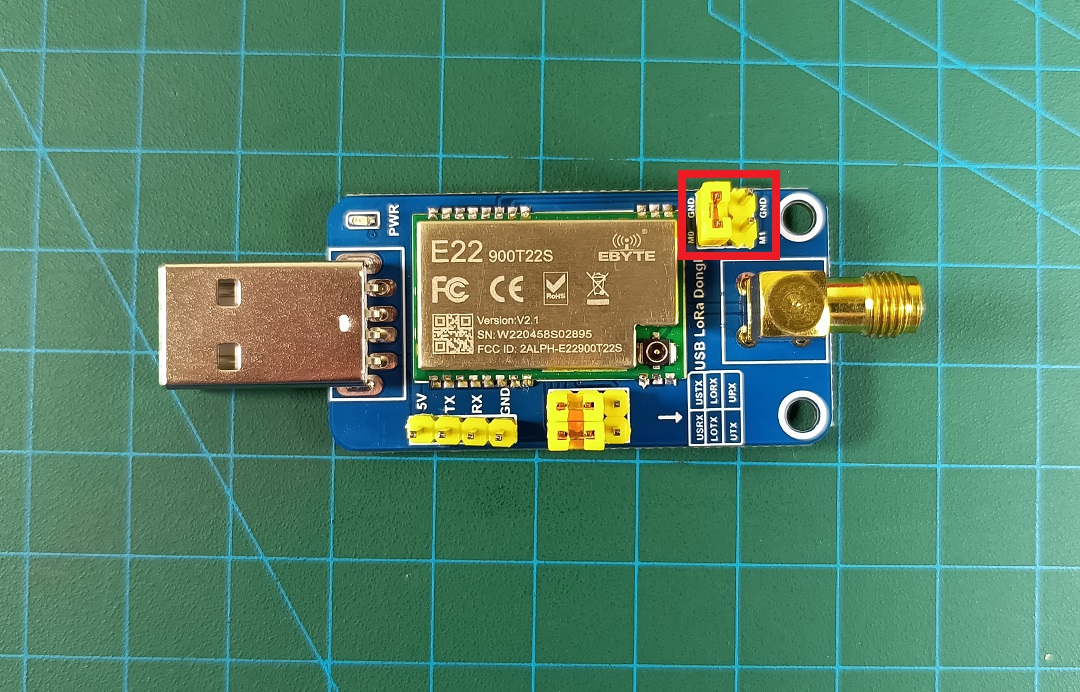 PWR
E22 900T22S
EBYTE
FC CE RoHS
Version:V2.1
SN: W220458S02895
FCC ID: 2ALPH-E22900T22S
GND
M0
GND
M1
USB LoRa Dongl
5V
TX
RX
GND
USTX LORX UPX
USRX LOTX UTX